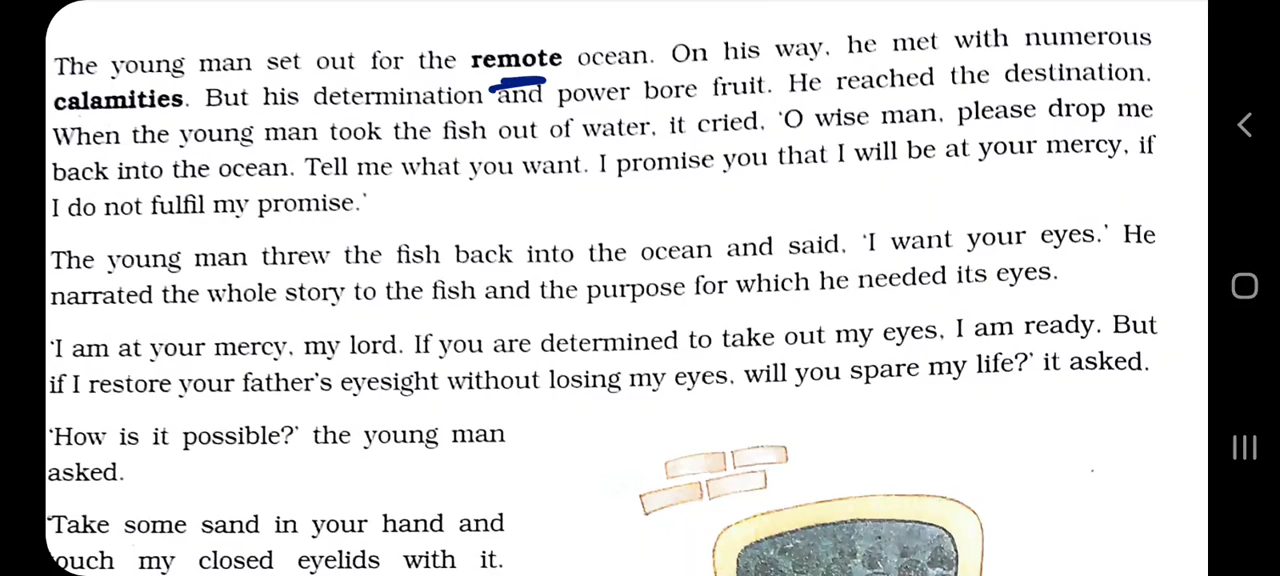 The young man set out for the remote ocean. On his way, he met with numerous
calamities. But his determination and power bore fruit. He reached the destination.
When the young man took the fish out of water, it cried, 'O wise man, please drop me
back into the ocean. Tell me what you want. I promise you that I will be at your mercy, if
I do not fulfil my promise.'
The young man threw the fish back into the ocean and said, 'I want your eyes.' He
narrated the whole story to the fish and the purpose for which he needed its eyes.
'I am at your mercy, my lord. If you are determined to take out my eyes, I am ready. But
if I restore your father's eyesight without losing my eyes, will you spare my life?' it asked.
'How is it possible?' the young man
asked.
'Take some sand in your hand and
ouch my closed eyelids with it.